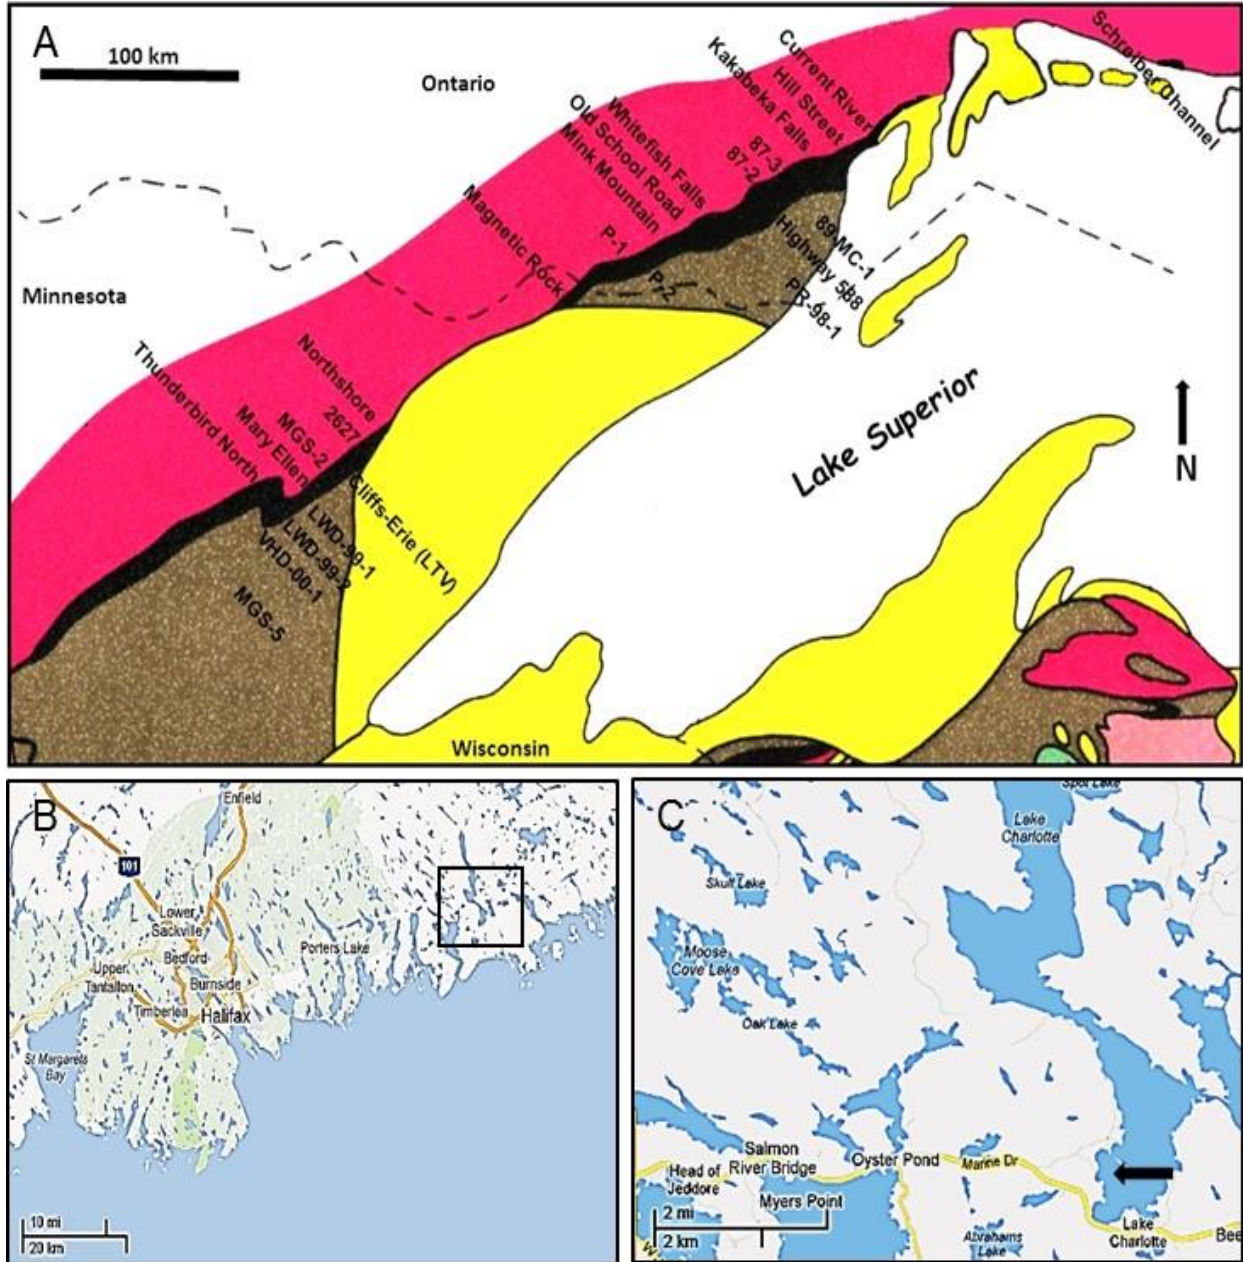 A
100 km
Ontario
Minnesota
Schreiber Channel
Current River
Hill Street
Kakabeka Falls
87-3
87-2
Whitefish Falls
Old School Road
Mink Mountain
P-1
Magnetic Rock
P-2
89-MC-1
Highway 588
PR-98-1
Northshore
2627
MGS-2
Mary Ellen
Thunderbird North
Cliffs-Erie (LTV)
LWD-99-1
LWD-99-2
VHD-00-1
MGS-5
Lake Superior
N
Wisconsin
B
Enfield
101
Lower
Sackville
Bedford
Porters Lake
Upper
Tantallon
Burnside
Timberlea
Halifax
St Margarets
Bay
10 mi
20 km
C
Spot Lake
Lake
Charlotte
Skull Lake
Moose
Cove Lake
Oak Lake
Salmon
River Bridge
Oyster Pond
Marine Dr
Head of
Jeddore
Myers Point
2 mi
2 km
Abrahams
Lake
Lake
Charlotte
Bee